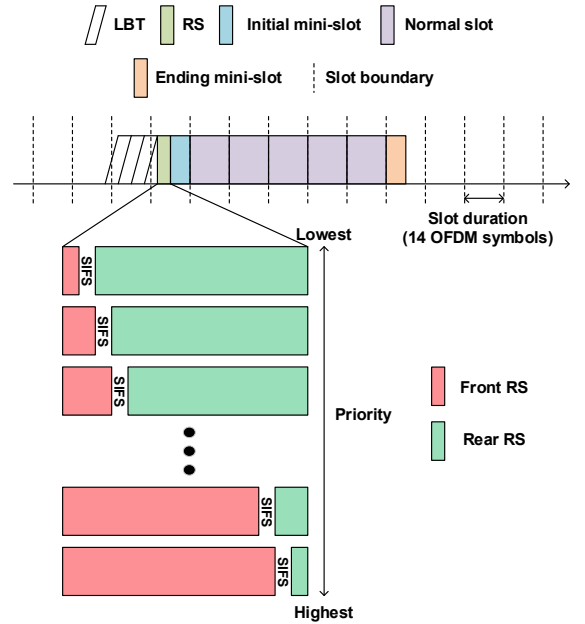 LBT
RS
Initial mini-slot
Normal slot
Ending mini-slot
Slot boundary
Slot duration
(14 OFDM symbols)
Lowest
SIFS
SIFS
SIFS
Front RS
Priority
Rear RS
SIFS
SIFS
Highest